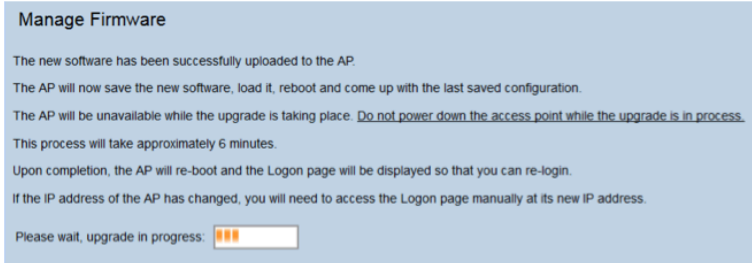 Manage Firmware
The new software has been successfully uploaded to the AP.
The AP will now save the new software, load it, reboot and come up with the last saved configuration.
The AP will be unavailable while the upgrade is taking place. Do not power down the access point while the upgrade is in process.
This process will take approximately 6 minutes.
Upon completion, the AP will re-boot and the Logon page will be displayed so that you can re-login.
If the IP address of the AP has changed, you will need to access the Logon page manually at its new IP address.
Please wait, upgrade in progress: